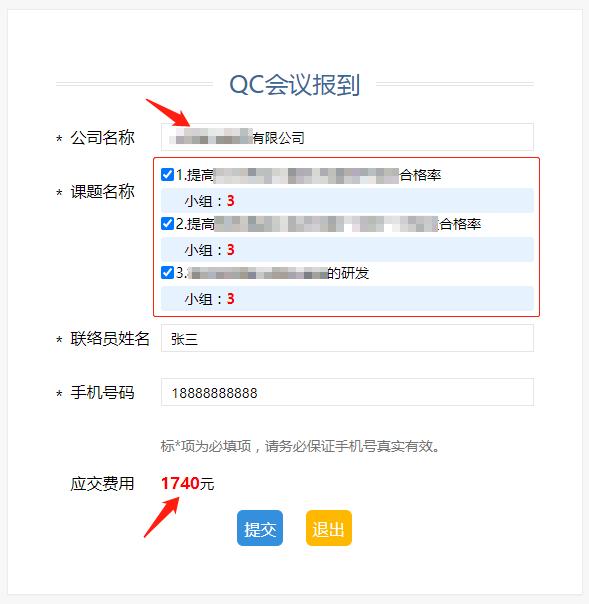 QC会议报到
* 公司名称 有限公司
* 课题名称
1.提高 合格率
小组：3
2.提高 合格率
小组：3
3. 的研发
小组：3
* 联络员姓名 张三
* 手机号码 18888888888
标*项为必填项，请务必保证手机号真实有效。
应交费用 1740元
提交 退出